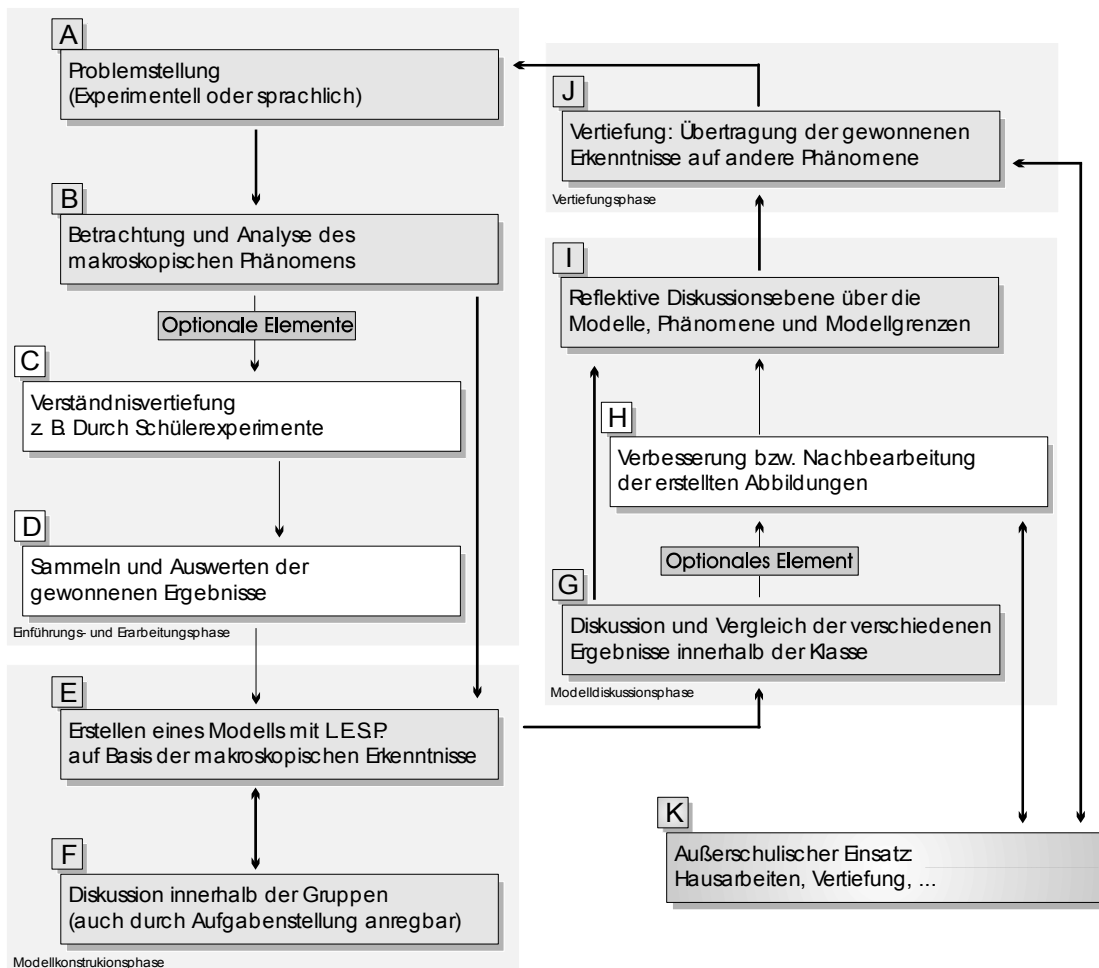 A
Problemstellung
(Experimentell oder sprachlich)
B
Betrachtung und Analyse des
makroskopischen Phänomens
Optionale Elemente
C
Verständnisvertiefung
z. B. Durch Schülerexperimente
D
Sammeln und Auswerten der
gewonnenen Ergebnisse
Einführungs- und Erarbeitungsphase
E
Erstellen eines Modells mit L.E.S.P.
auf Basis der makroskopischen Erkenntnisse
F
Diskussion innerhalb der Gruppen
(auch durch Aufgabenstellung anregbar)
Modellkonstrukionsphase
J
Vertiefung: Übertragung der gewonnenen
Erkenntnisse auf andere Phänomene
Vertiefungsphase
I
Reflektive Diskussionsebene über die
Modelle, Phänomene und Modellgrenzen
H
Verbesserung bzw. Nachbearbeitung
der erstellten Abbildungen
Optionales Element
G
Diskussion und Vergleich der verschiedenen
Ergebnisse innerhalb der Klasse
Modelldiskussionsphase
K
Außerschulischer Einsatz:
Hausarbeiten, Vertiefung, ...